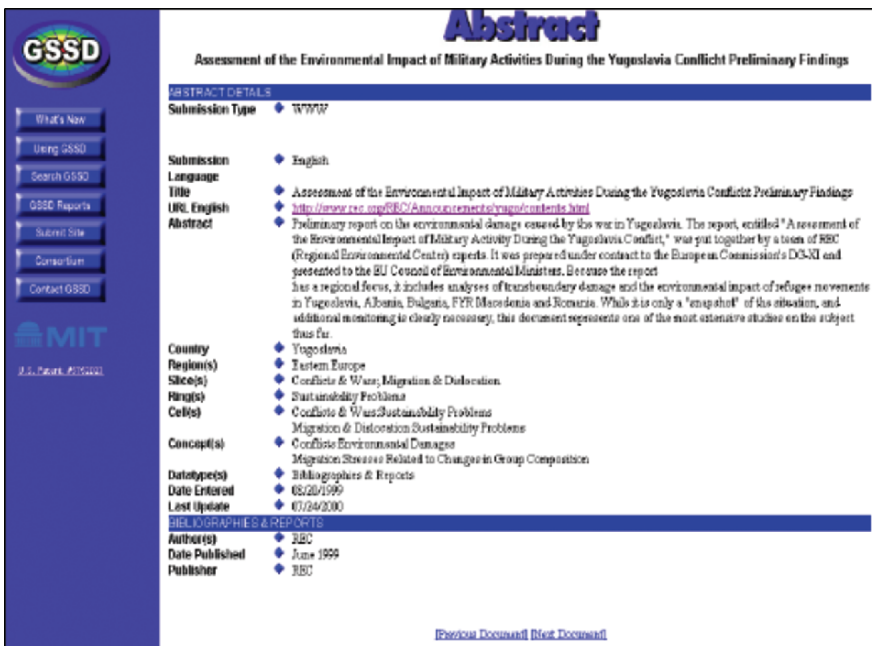 Abstract
GSSD
Assessment of the Environmental Impact of Military Activities During the Yugoslavia Conflicht Preliminary Findings
What's New
Using GSSD
Search GSSD
GSSD Reports
Submit Site
Consortium
Contact GSSD
MIT
U.S. Patent
ABSTRACT DETAILS
Submission Type WWW
Submission Language English
Title Assessment of the Environmental Impact of Military Activities During the Yugoslavia Conflicht Preliminary Findings
URL English http://www.rec.org/REC/Announcements/yugo/contents.html
Abstract Preliminary report on the environmental damage caused by the war in Yugoslavia. The report, entitled "Assessment of
the Environmental Impact of Military Activity During the Yugoslavia Conflict," was put together by a team of REC
(Regional Environmental Center) experts. It was prepared under contract to the European Commission's DG-XI and
presented to the EU Council of Environmental Ministers. Because the report
has a regional focus, it includes analyses of transboundary damage and the environmental impact of refugee movements
in Yugoslavia, Albania, Bulgaria, FYR Macedonia and Romania. While it is only a "snapshot" of the situation, and
additional monitoring is clearly necessary, this document represents one of the most extensive studies on the subject
thus far.
Country Yugoslavia
Region(s) Eastern Europe
Slice(s) Conflicts & Wars; Migration & Dislocation
Ring(s) Sustainability Problems
Cell(s) Conflicts & Wars:Sustainability Problems
Migration & Dislocation Sustainability Problems
Concept(s) Conflicts Environmental Damages
Migration Stresses Related to Changes in Group Composition
Datatype(s) Bibliographies & Reports
Date Entered 08/20/1999
Last Update 07/24/2000
BIBLIOGRAPHIES & REPORTS
Author(s) REC
Date Published June 1999
Publisher REC
[Previous Document] [Next Document]